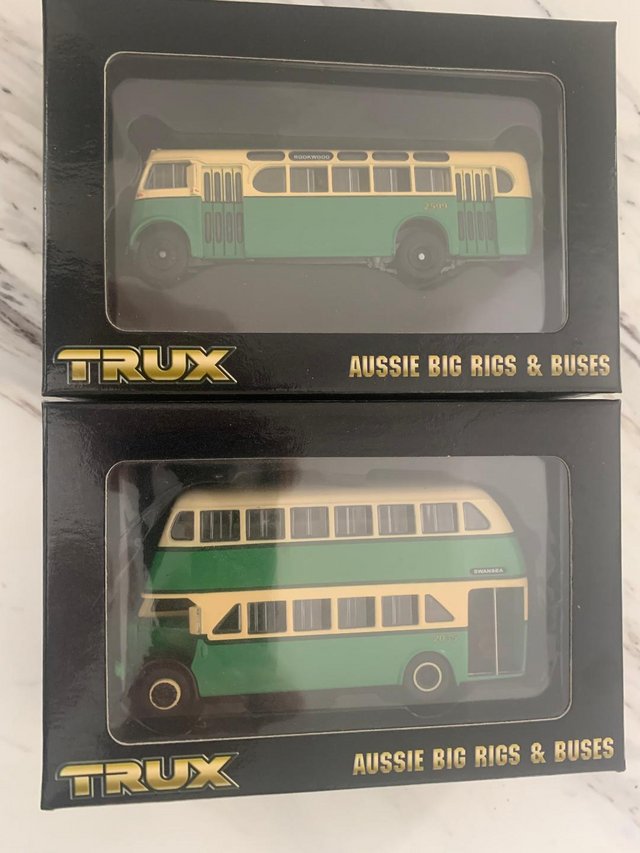 ROOKWOOD
TRUX
AUSSIE BIG RIGS & BUSES
SWANSEA
TRUX
AUSSIE BIG RIGS & BUSES